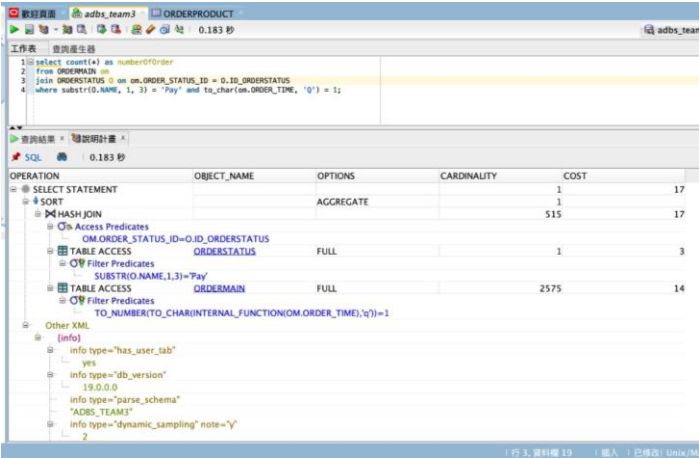 歡迎頁面 adbs_team3 ORDERPRODUCT
0.183 秒 adbs_tean
工作表 查詢產生器
1 select count(*) as numberOfOrder
2 from ORDERMAIN om
3 join ORDERSTATUS O on om.ORDER_STATUS_ID = O.ID_ORDERSTATUS
4 where substr(O.NAME, 1, 3) = 'Pay' and to_char(om.ORDER_TIME, 'Q') = 1;
查詢結果 × 說明計畫 ×
SQL 0.183 秒
OPERATION OBJECT_NAME OPTIONS CARDINALITY COST
SELECT STATEMENT 1 17
SORT AGGREGATE 1
HASH JOIN 515 17
Access Predicates
OM.ORDER_STATUS_ID=O.ID_ORDERSTATUS
TABLE ACCESS ORDERSTATUS FULL 1 3
Filter Predicates
SUBSTR(O.NAME,1,3)='Pay'
TABLE ACCESS ORDERMAIN FULL 2575 14
Filter Predicates
TO_NUMBER(TO_CHAR(INTERNAL_FUNCTION(OM.ORDER_TIME),'q'))=1
Other XML
{info}
info type="has_user_tab"
yes
info type="db_version"
19.0.0.0
info type="parse_schema"
"ADBS_TEAM3"
info type="dynamic_sampling" note="y"
2
行 3, 資料欄 19 | 插入 | 已修改! Unix/M